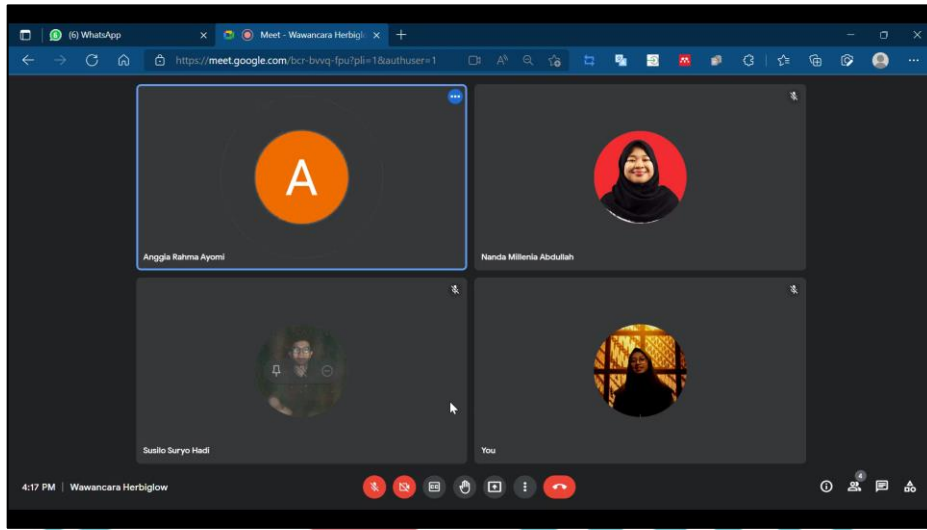 (6) WhatsApp
Meet - Wawancara Herbigl
https://meet.google.com/bcr-bvvq-fpu?pli=1&authuser=1
A
Anggia Rahma Ayomi
Nanda Millenia Abdullah
Susilo Suryo Hadi
You
4:17 PM | Wawancara Herbiglow
4